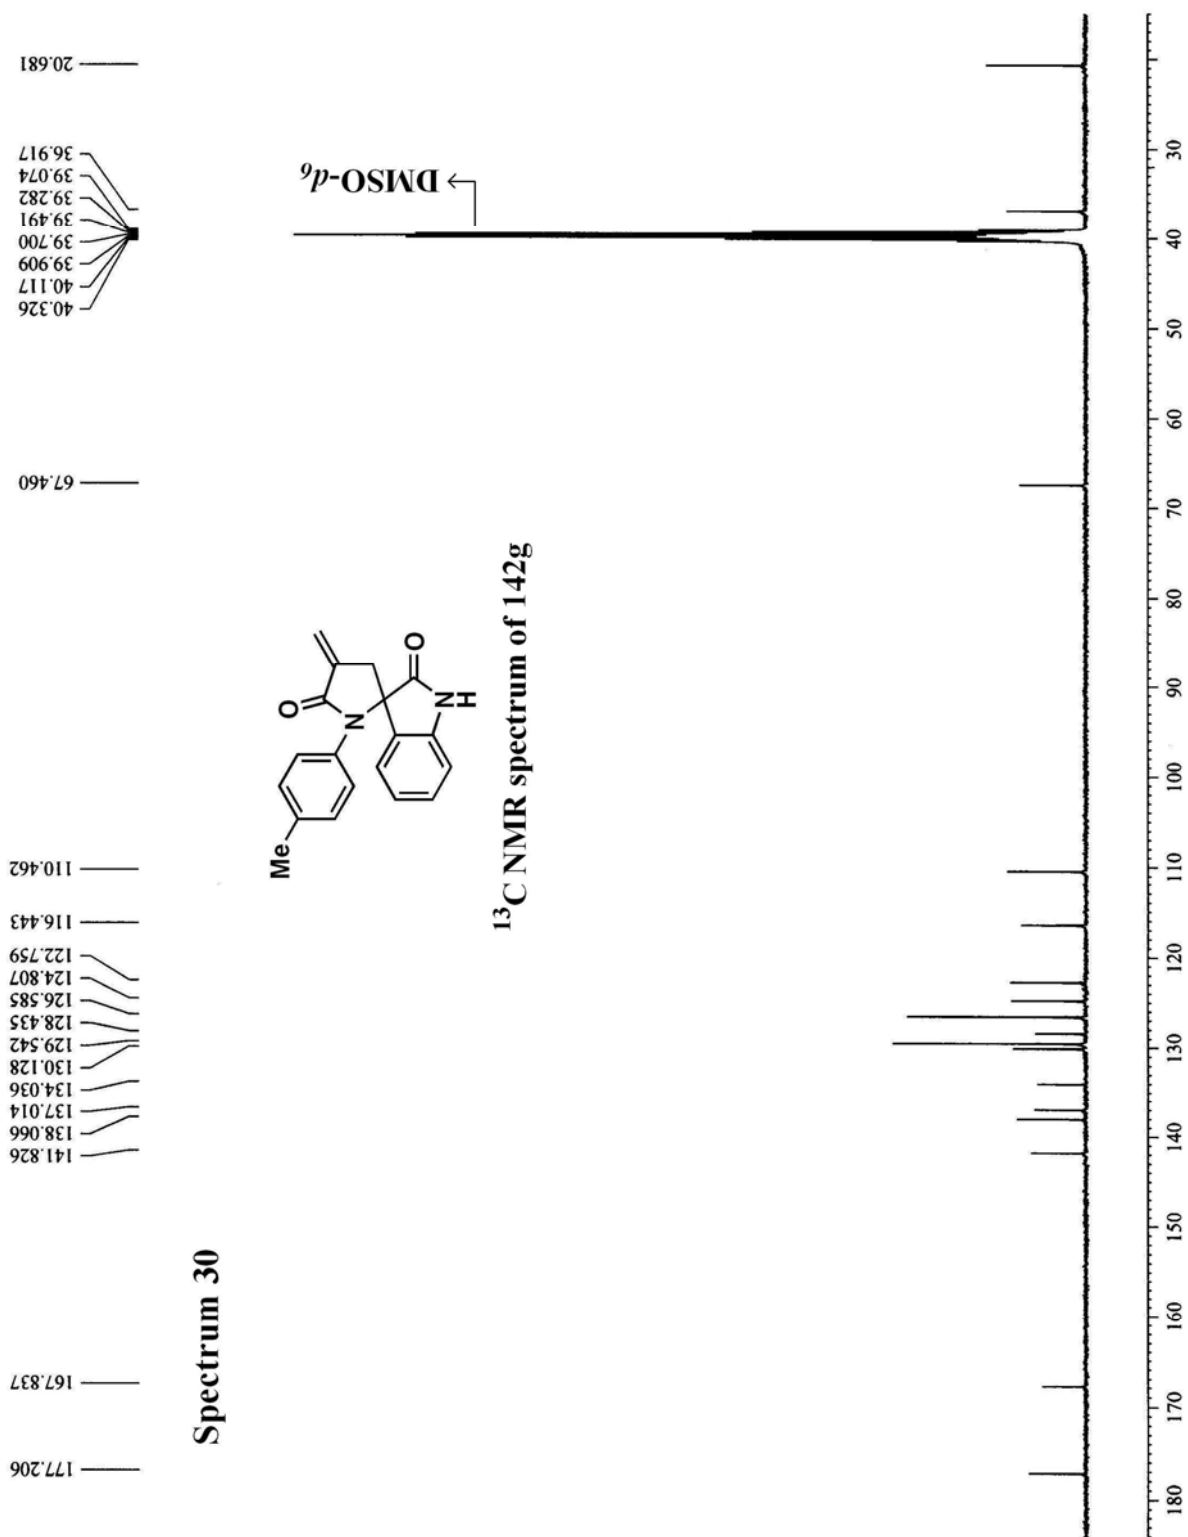 Spectrum 30
177.206
167.837
141.826
138.066
137.014
134.036
130.128
129.542
128.435
126.585
124.807
122.759
116.443
110.462
67.460
40.326
40.117
39.909
39.700
39.491
39.282
39.074
36.917
20.681
DMSO-d6
Me
O
N
O
N
H
13C NMR spectrum of 142g
180 170 160 150 140 130 120 110 100 90 80 70 60 50 40 30